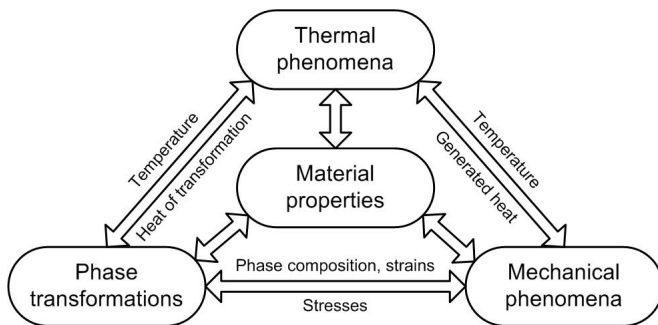 Thermal
phenomena
Temperature
Heat of transformation
Temperature
Generated heat
Material
properties
Phase
transformations
Phase composition, strains
Stresses
Mechanical
phenomena